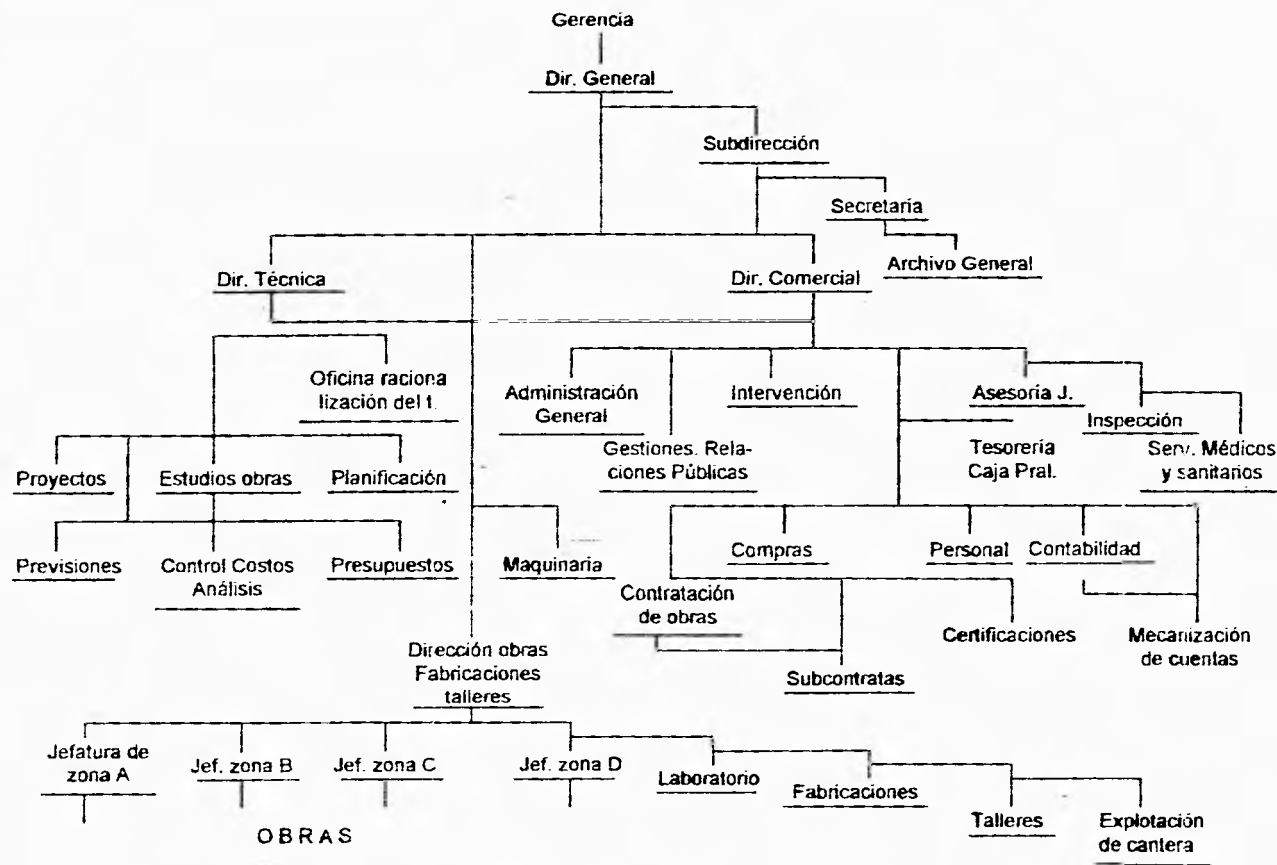 Gerencia
Dir. General
Subdirección
Secretaría
Archivo General
Dir. Técnica
Dir. Comercial
Oficina raciona
lización del t.
Administración
General
Intervención
Asesoría J.
Inspección
Gestiones. Rela-
ciones Públicas
Tesorería
Caja Pral.
Serv. Médicos
y sanitarios
Proyectos
Estudios obras
Planificación
Previsiones
Control Costos
Análisis
Presupuestos
Maquinaria
Compras
Personal
Contabilidad
Contratación
de obras
Certificaciones
Mecanización
de cuentas
Subcontratas
Dirección obras
Fabricaciones
talleres
Jefatura de
zona A
Jef. zona B
Jef. zona C
Jef. zona D
Laboratorio
Fabricaciones
Talleres
Explotación
de cantera
OBRAS